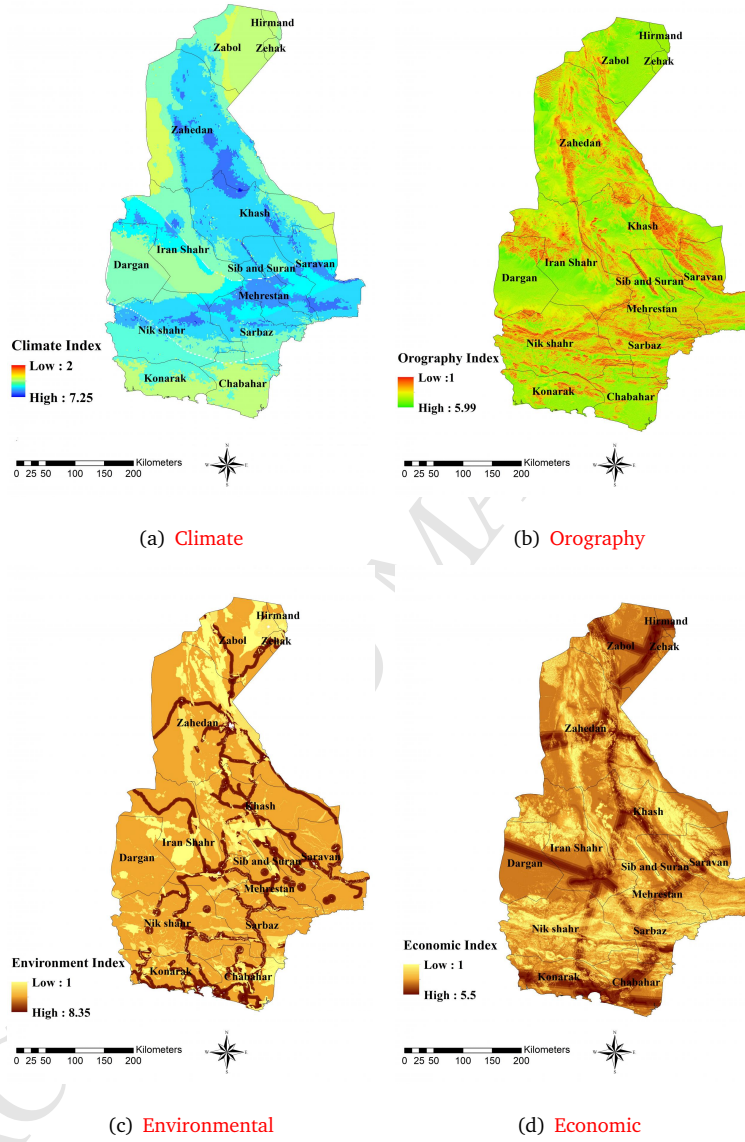 Hirmand
Zabol
Zehak
Zahedan
Khash
Iran Shahr
Dargan
Sib and Suran
Saravan
Mehrestan
Nik shahr
Sarbaz
Climate Index
Low : 2
High : 7.25
Konarak
Chabahar
N
W
E
S
0 25 50 100 150 200 Kilometers
(a) Climate
Hirmand
Zabol
Zehak
Zahedan
Khash
Iran Shahr
Dargan
Sib and Suran
Saravan
Mehrestan
Nik shahr
Sarbaz
Orography Index
Low :1
High : 5.99
Konarak
Chabahar
N
W
E
S
0 25 50 100 150 200 Kilometers
(b) Orography
Hirmand
Zabol
Zehak
Zahedan
Khash
Iran Shahr
Dargan
Sib and Suran
Saravan
Mehrestan
Nik shahr
Sarbaz
Environment Index
Low : 1
High : 8.35
Konarak
Chabahar
N
W
E
S
0 25 50 100 150 200 Kilometers
(c) Environmental
Hirmand
Zabol
Zehak
Zahedan
Khash
Iran Shahr
Dargan
Sib and Suran
Saravan
Mehrestan
Nik shahr
Sarbaz
Economic Index
Low : 1
High : 5.5
Konarak
Chabahar
N
W
E
S
0 25 50 100 150 200 Kilometers
(d) Economic